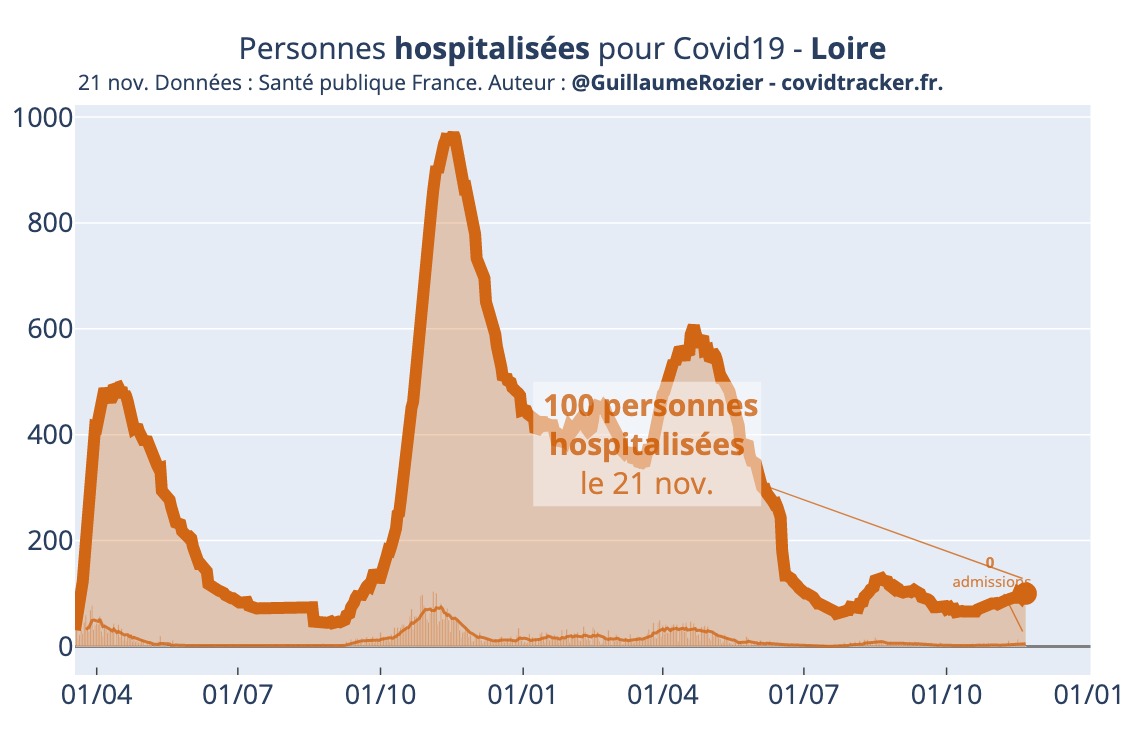 Personnes hospitalisées pour Covid19 - Loire
21 nov. Données : Santé publique France. Auteur : @GuillaumeRozier - covidtracker.fr.
1000
800
600
400
200
0
100 personnes
hospitalisées
le 21 nov.
0
admissions
01/04 01/07 01/10 01/01 01/04 01/07 01/10 01/01